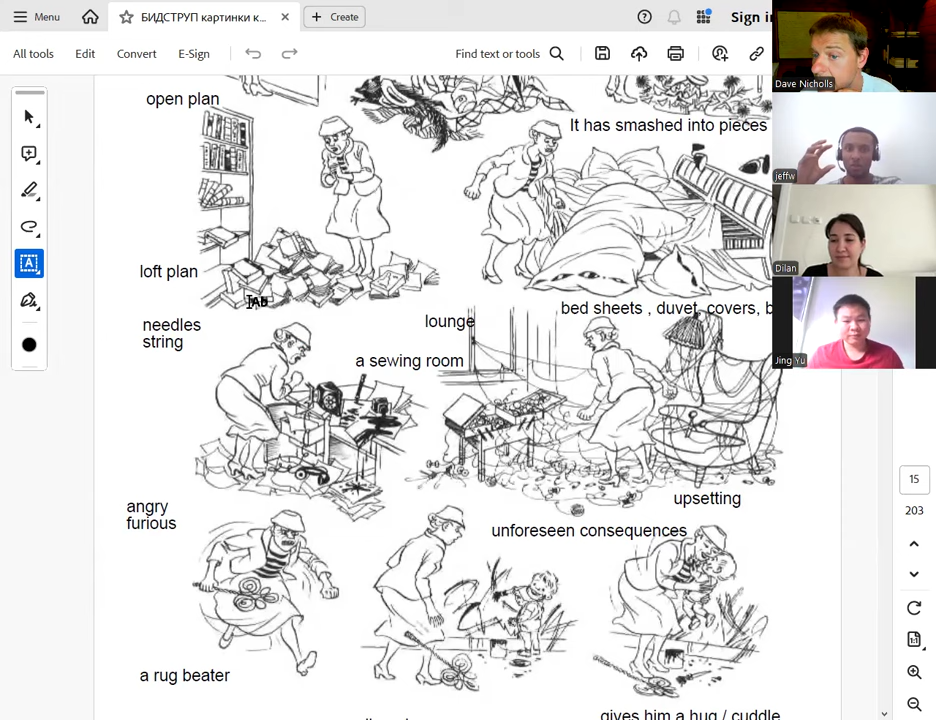 Menu
БИДСТРУП картинки к...
Create
Sign in
All tools
Edit
Convert
E-Sign
Find text or tools
Dave Nicholls
jeffw
Dilan
Jing Yu
open plan
It has smashed into pieces
loft plan
needles
string
lounge
bed sheets , duvet, covers, b
a sewing room
upsetting
angry
furious
unforeseen consequences
a rug beater
gives him a hug / cuddle
15
203